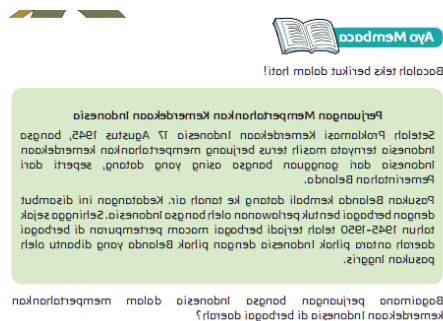 Ayo Membaca
Bacalah teks berikut dalam hati!
Perjuangan Mempertahankan Kemerdekaan Indonesia
Setelah Proklamasi Kemerdekaan Indonesia 17 Agustus 1945, bangsa
Indonesia ternyata masih terus berjuang mempertahankan kemerdekaan
Indonesia dari gangguan bangsa asing yang datang, seperti dari
Pemerintahan Belanda.
Pasukan Belanda kembali datang ke tanah air. Kedatangan ini disambut
dengan berbagai bentuk perlawanan oleh bangsa Indonesia. Sehingga sejak
tahun 1945-1950 telah terjadi berbagai macam pertempuran di berbagai
daerah antara pihak Indonesia dengan pihak Belanda yang dibantu oleh
pasukan Inggris.
Bagaimana perjuangan bangsa Indonesia dalam mempertahankan
kemerdekaan Indonesia di berbagai daerah?